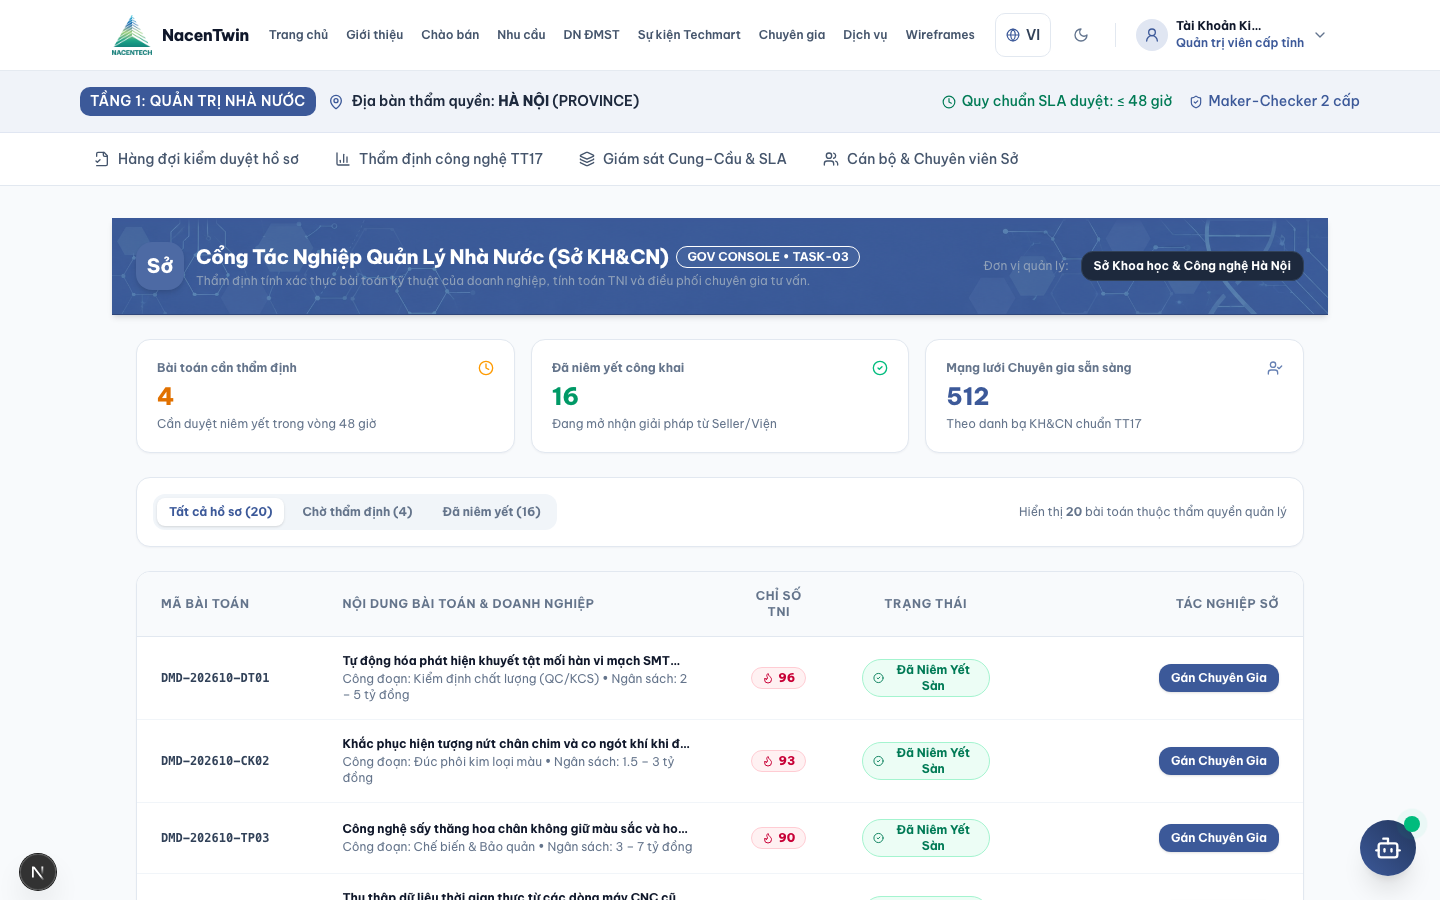 NACENTECH
NacenTwin
Trang chủ
Giới thiệu
Chào bán
Nhu cầu
DN ĐMST
Sự kiện Techmart
Chuyên gia
Dịch vụ
Wireframes
VI
Tài Khoản Ki...
Quản trị viên cấp tỉnh
TẦNG 1: QUẢN TRỊ NHÀ NƯỚC
Địa bàn thẩm quyền: HÀ NỘI (PROVINCE)
Quy chuẩn SLA duyệt: ≤ 48 giờ
Maker-Checker 2 cấp
Hàng đợi kiểm duyệt hồ sơ
Thẩm định công nghệ TT17
Giám sát Cung-Cầu & SLA
Cán bộ & Chuyên viên Sở
Sở
Cổng Tác Nghiệp Quản Lý Nhà Nước (Sở KH&CN)
GOV CONSOLE • TASK-03
Thẩm định tính xác thực bài toán kỹ thuật của doanh nghiệp, tính toán TNI và điều phối chuyên gia tư vấn.
Đơn vị quản lý:
Sở Khoa học & Công nghệ Hà Nội
Bài toán cần thẩm định
4
Cần duyệt niêm yết trong vòng 48 giờ
Đã niêm yết công khai
16
Đang mở nhận giải pháp từ Seller/Viện
Mạng lưới Chuyên gia sẵn sàng
512
Theo danh bạ KH&CN chuẩn TT17
Tất cả hồ sơ (20)
Chờ thẩm định (4)
Đã niêm yết (16)
Hiển thị 20 bài toán thuộc thẩm quyền quản lý
MÃ BÀI TOÁN
NỘI DUNG BÀI TOÁN & DOANH NGHIỆP
CHỈ SỐ
TNI
TRẠNG THÁI
TÁC NGHIỆP SỞ
DMD-202610-DT01
Tự động hóa phát hiện khuyết tật mối hàn vi mạch SMT...
Công đoạn: Kiểm định chất lượng (QC/KCS) • Ngân sách: 2
– 5 tỷ đồng
96
Đã Niêm Yết
Sàn
Gán Chuyên Gia
DMD-202610-CK02
Khắc phục hiện tượng nứt chân chim và co ngót khí khi đ...
Công đoạn: Đúc phôi kim loại màu • Ngân sách: 1.5 – 3 tỷ
đồng
93
Đã Niêm Yết
Sàn
Gán Chuyên Gia
DMD-202610-TP03
Công nghệ sấy thăng hoa chân không giữ màu sắc và ho...
Công đoạn: Chế biến & Bảo quản • Ngân sách: 3 – 7 tỷ đồng
90
Đã Niêm Yết
Sàn
Gán Chuyên Gia
Thu thập dữ liệu thời gian thực từ các dòng máy CNC cũ